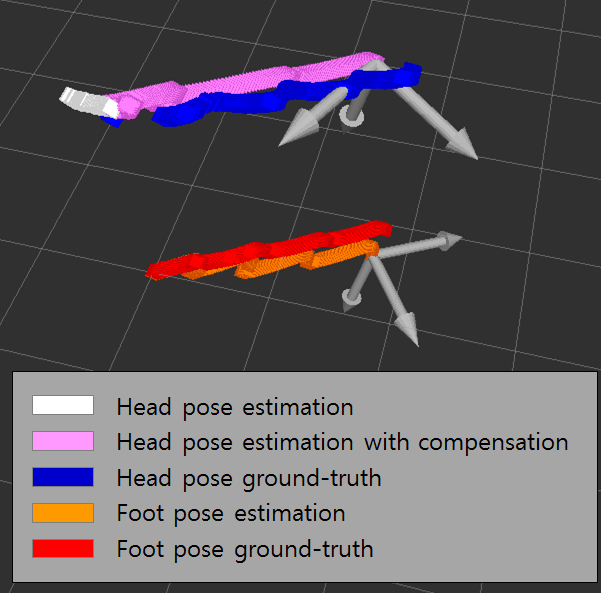 Head pose estimation
Head pose estimation with compensation
Head pose ground-truth
Foot pose estimation
Foot pose ground-truth